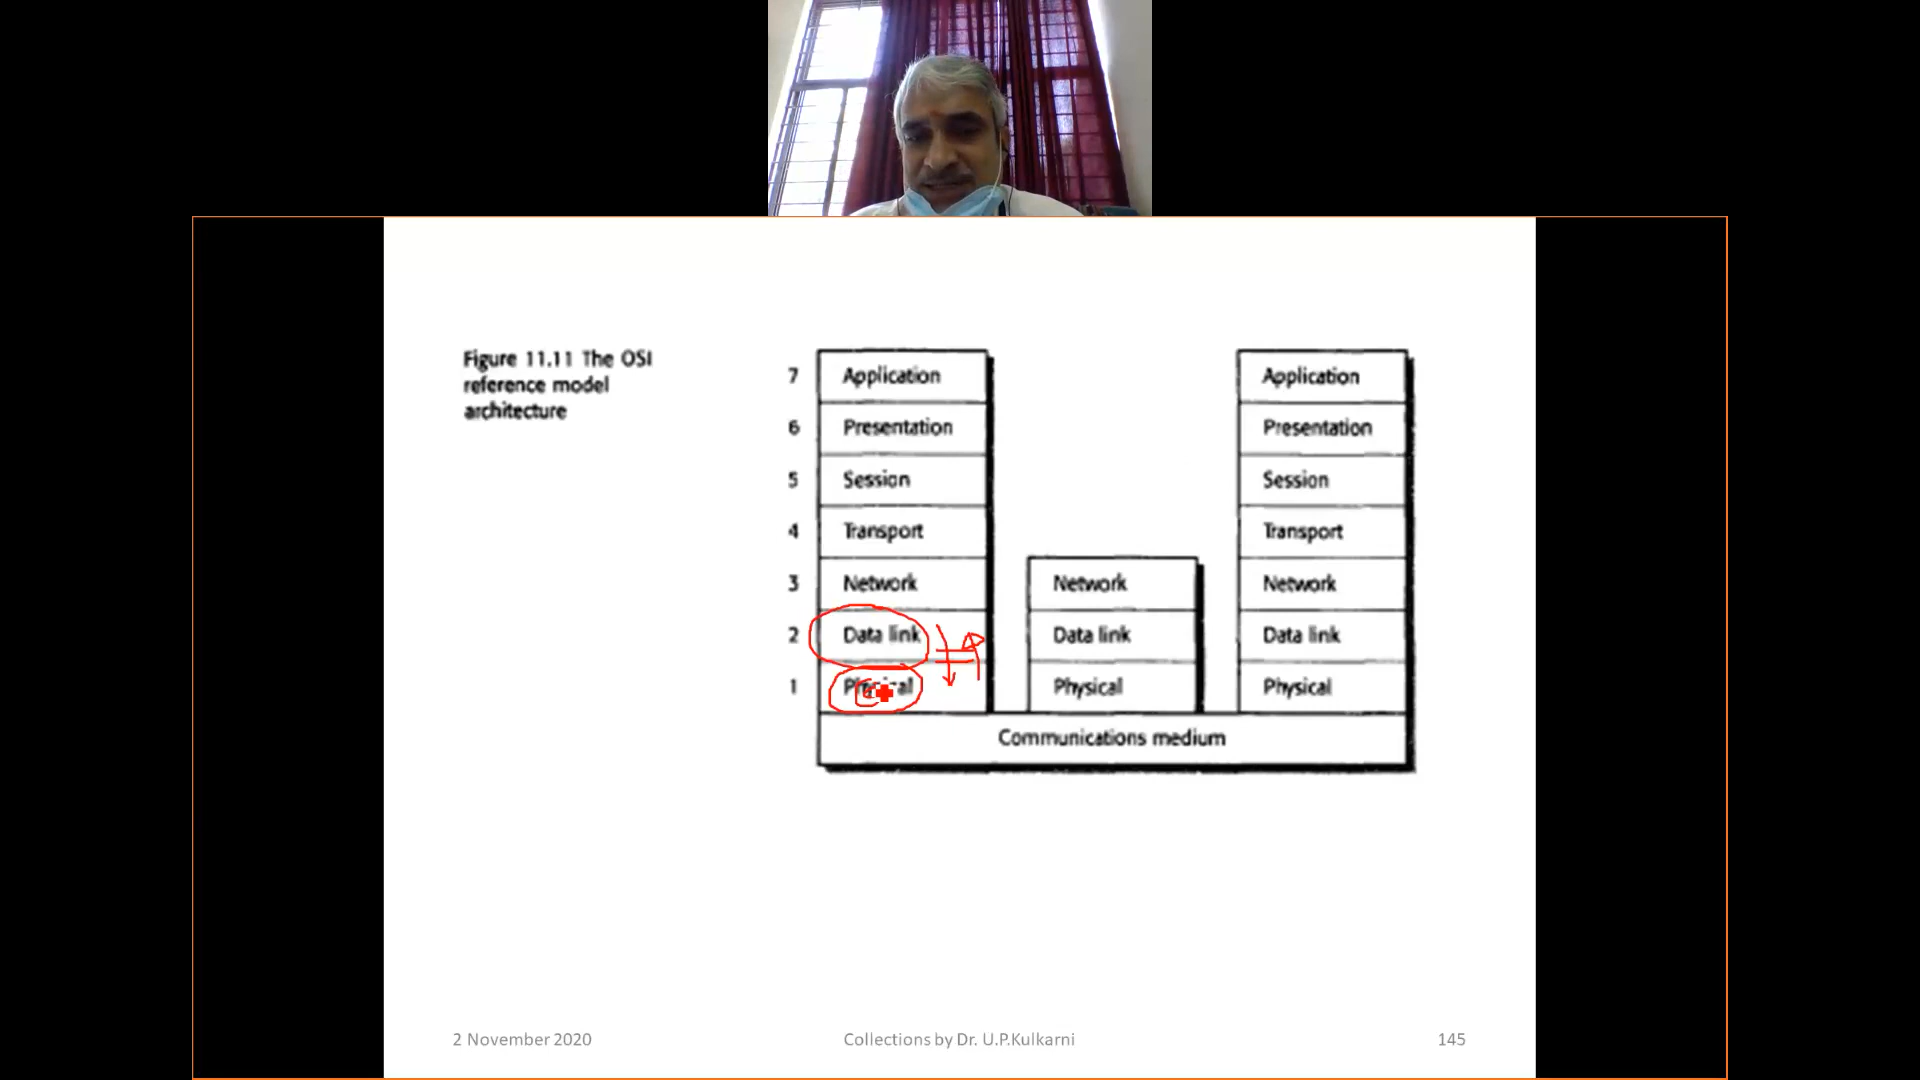 Figure 11.11 The OSI
reference model
architecture
7 Application Application
6 Presentation Presentation
5 Session Session
4 Transport Transport
3 Network Network Network
2 Data link Data link Data link
1 Physical Physical Physical
Communications medium
2 November 2020 Collections by Dr. U.P.Kulkarni 145